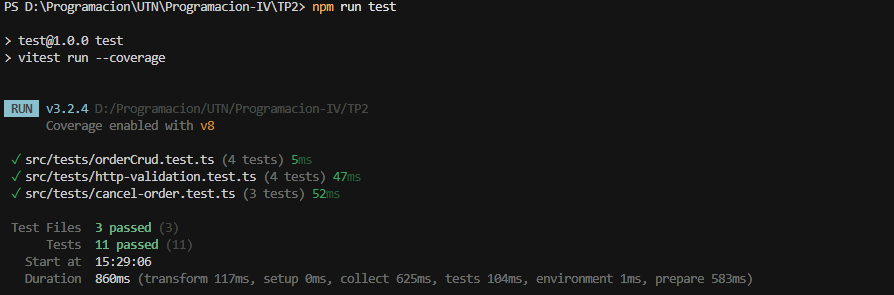 PS D:\Programacion\UTN\Programacion-IV\TP2> npm run test
> test@1.0.0 test
> vitest run --coverage
RUN v3.2.4 D:/Programacion/UTN/Programacion-IV/TP2
Coverage enabled with v8
✓ src/tests/orderCrud.test.ts (4 tests) 5ms
✓ src/tests/http-validation.test.ts (4 tests) 47ms
✓ src/tests/cancel-order.test.ts (3 tests) 52ms
Test Files 3 passed (3)
Tests 11 passed (11)
Start at 15:29:06
Duration 860ms (transform 117ms, setup 0ms, collect 625ms, tests 104ms, environment 1ms, prepare 583ms)